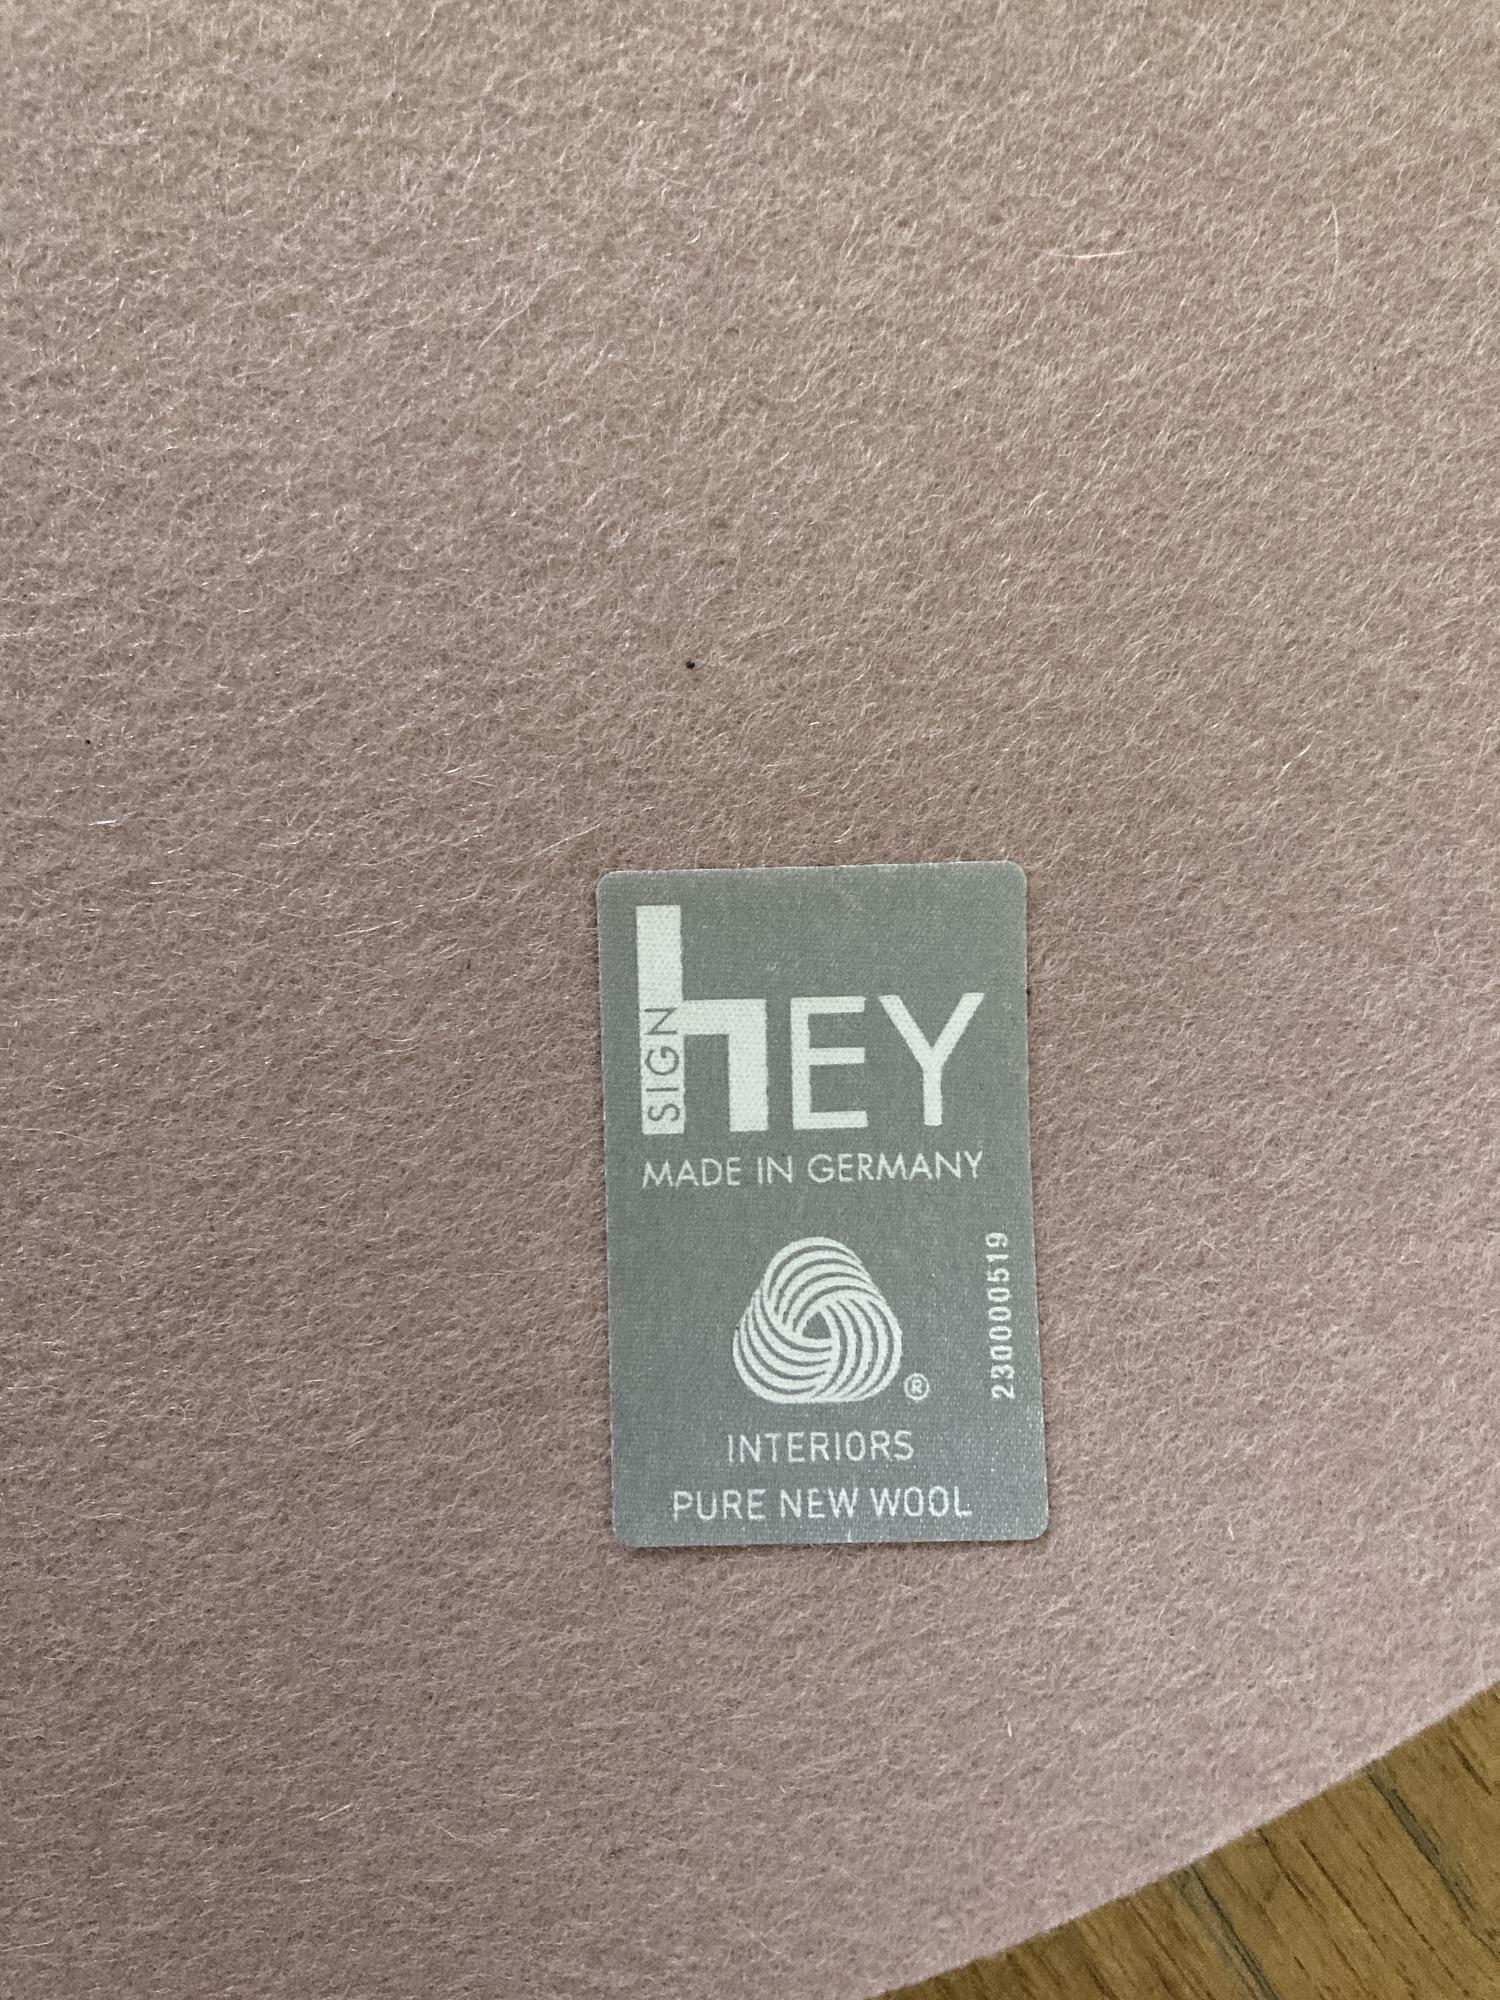 hEY
SIGN
MADE IN GERMANY
230000519
®
INTERIORS
PURE NEW WOOL